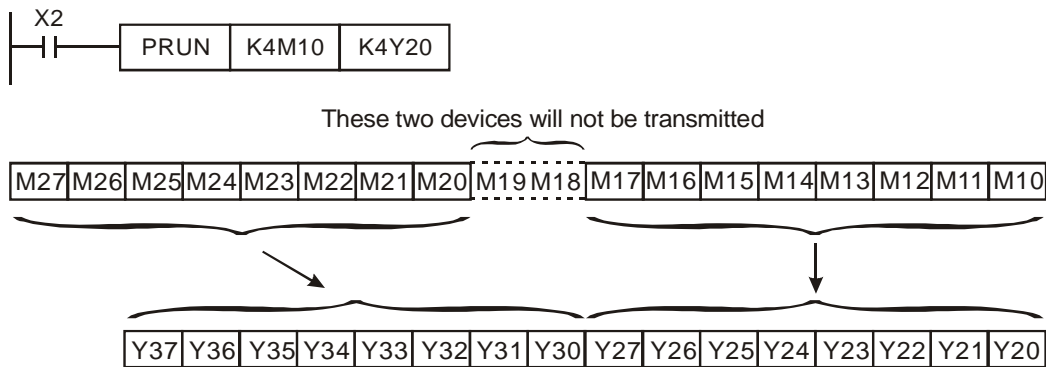 X2
PRUN K4M10 K4Y20
These two devices will not be transmitted
M27 M26 M25 M24 M23 M22 M21 M20 M19 M18 M17 M16 M15 M14 M13 M12 M11 M10
Y37 Y36 Y35 Y34 Y33 Y32 Y31 Y30 Y27 Y26 Y25 Y24 Y23 Y22 Y21 Y20